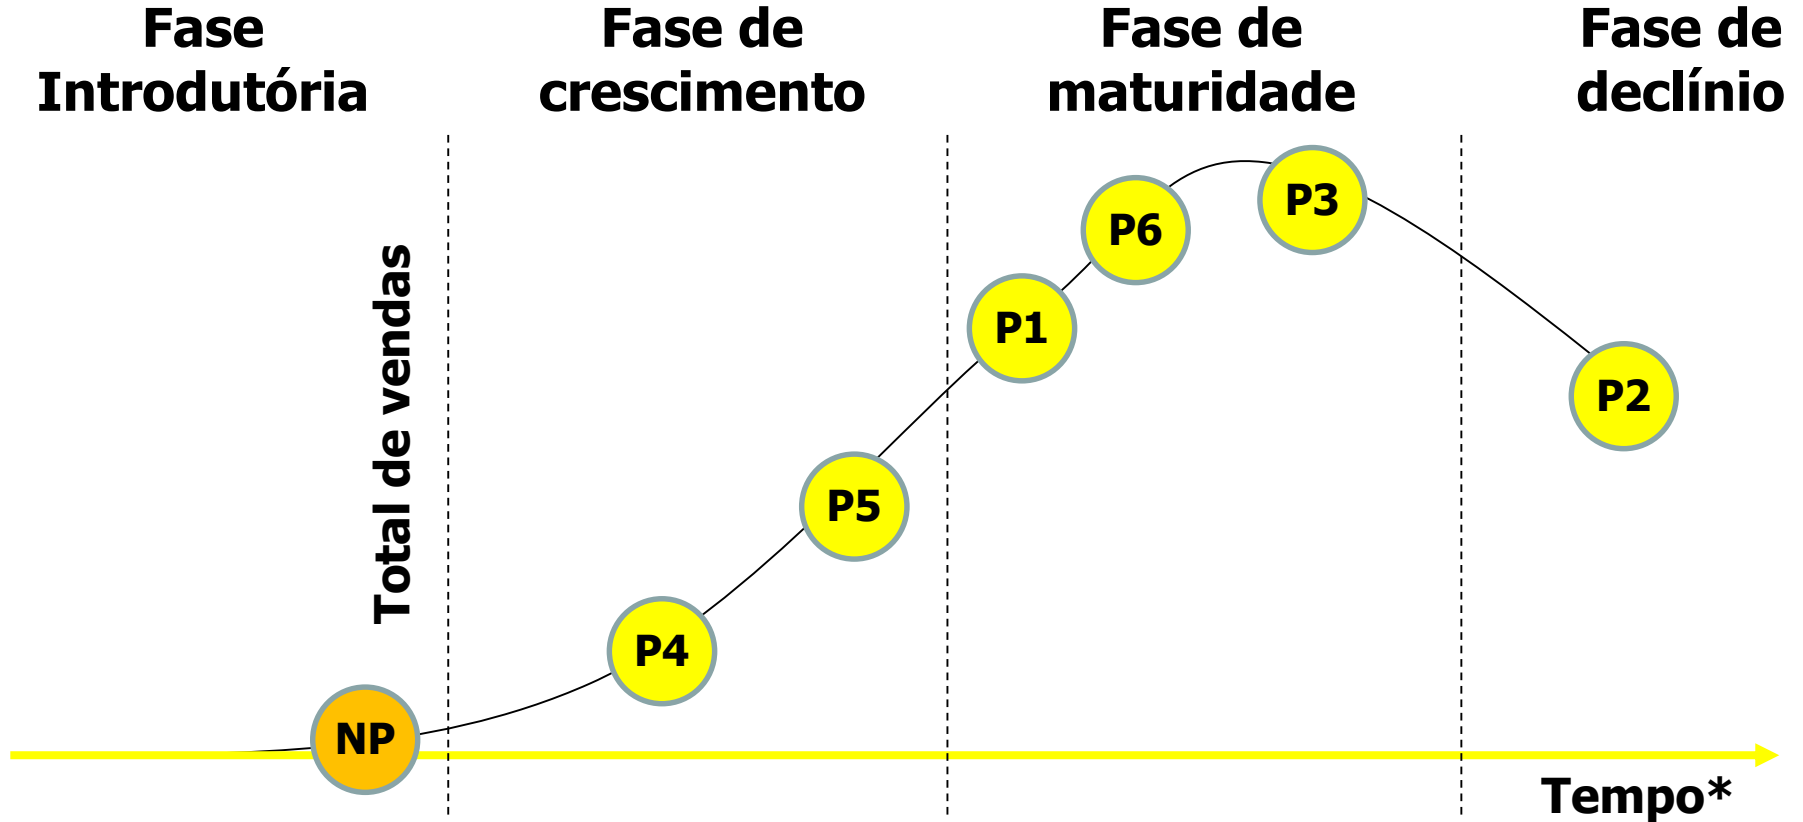 Fase
Introdutória
Fase de
crescimento
Fase de
maturidade
Fase de
declínio
Total de vendas
P3
P6
P1
P2
P5
P4
NP
Tempo*